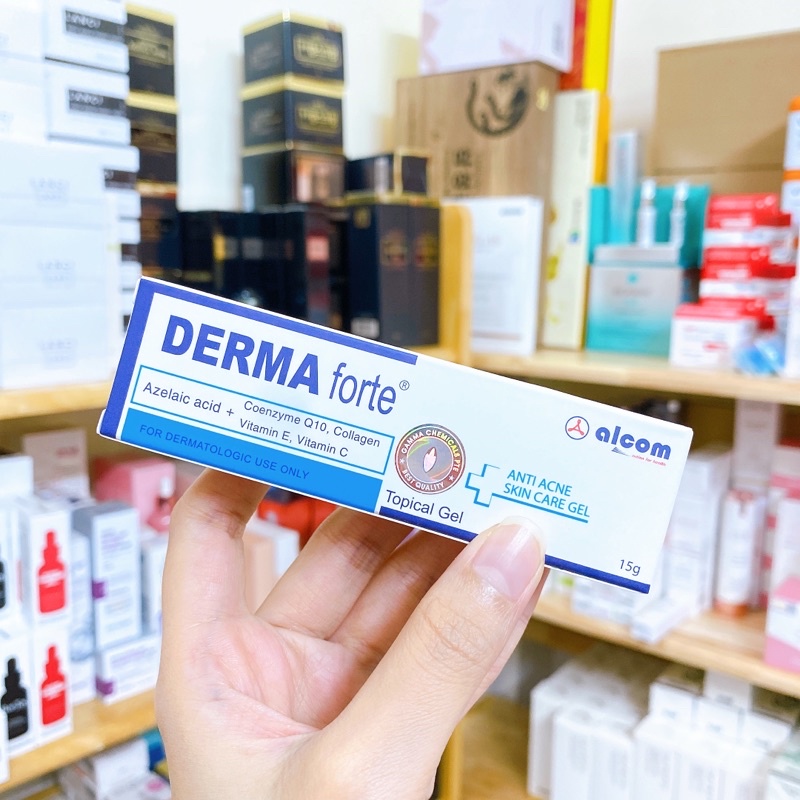 DERMA forte®
Azelaic acid + Coenzyme Q10, Collagen
Vitamin E, Vitamin C
FOR DERMATOLOGIC USE ONLY
GAMMA CHEMICALS PTE
BEST QUALITY
Topical Gel
alcom
ANTI ACNE
SKIN CARE GEL
15g